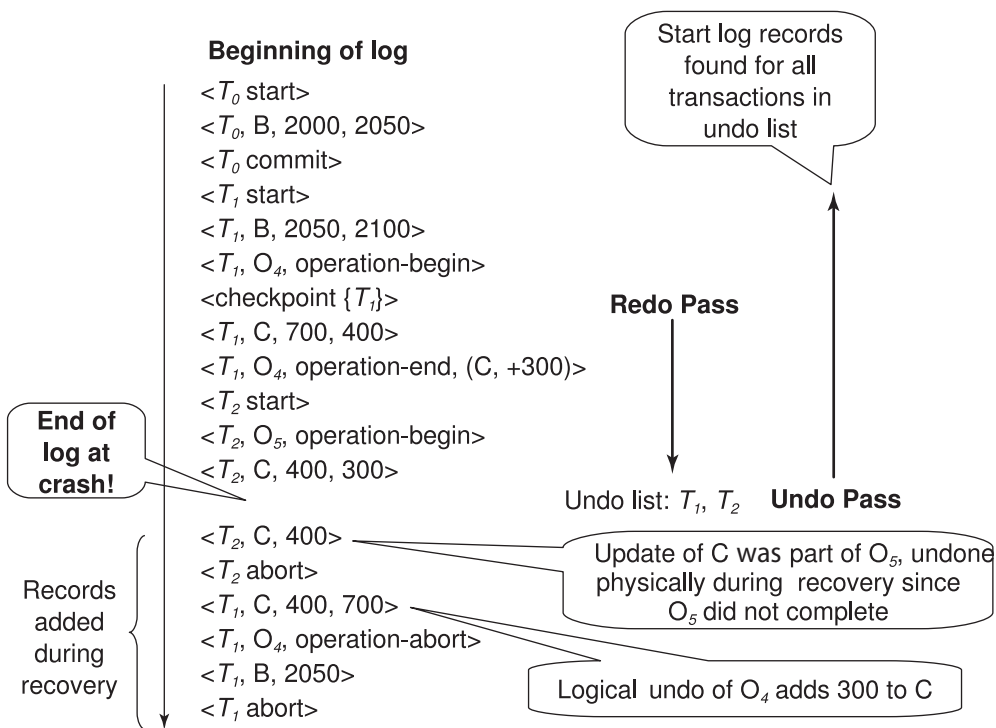 Beginning of log
<T₀ start>
<T₀, B, 2000, 2050>
<T₀ commit>
<T₁ start>
<T₁, B, 2050, 2100>
<T₁, O₄, operation-begin>
<checkpoint {T₁}>
<T₁, C, 700, 400>
<T₁, O₄, operation-end, (C, +300)>
<T₂ start>
<T₂, O₅, operation-begin>
<T₂, C, 400, 300>
End of
log at
crash!
Start log records
found for all
transactions in
undo list
Redo Pass
Undo list: T₁, T₂
Undo Pass
Records
added
during
recovery
<T₂, C, 400>
<T₂ abort>
<T₁, C, 400, 700>
<T₁, O₄, operation-abort>
<T₁, B, 2050>
<T₁ abort>
Update of C was part of O₅, undone
physically during recovery since
O₅ did not complete
Logical undo of O₄ adds 300 to C